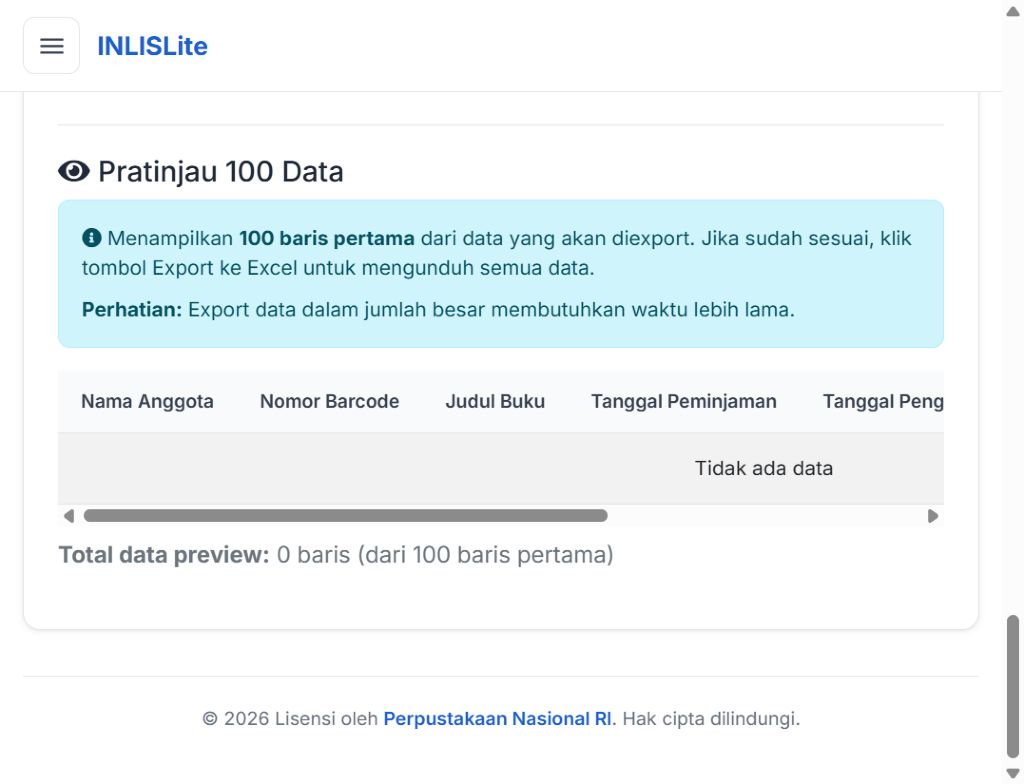 INLISLite
Pratinjau 100 Data
Menampilkan 100 baris pertama dari data yang akan diexport. Jika sudah sesuai, klik
tombol Export ke Excel untuk mengunduh semua data.
Perhatian: Export data dalam jumlah besar membutuhkan waktu lebih lama.
Nama Anggota Nomor Barcode Judul Buku Tanggal Peminjaman Tanggal Peng
Tidak ada data
Total data preview: 0 baris (dari 100 baris pertama)
© 2026 Lisensi oleh Perpustakaan Nasional RI. Hak cipta dilindungi.